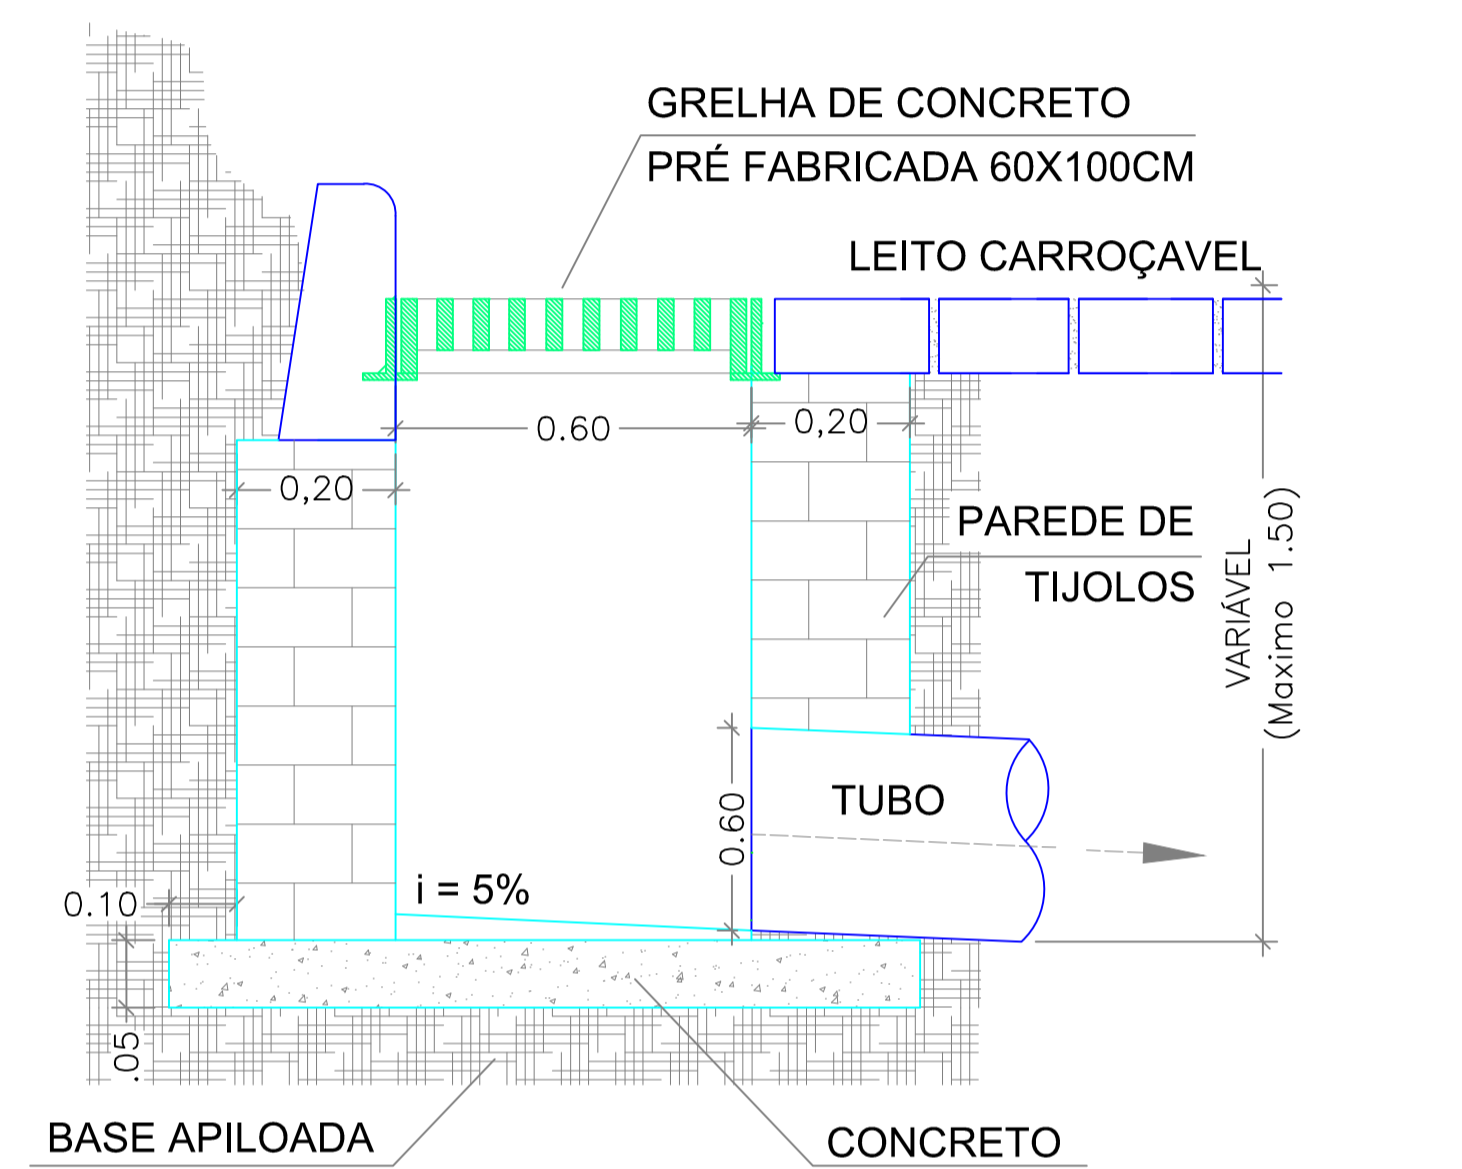 GRELHA DE CONCRETO
PRÉ FABRICADA 60X100CM
LEITO CARROÇAVEL
0.60
0,20
0,20
PAREDE DE
TIJOLOS
VARIÁVEL
(Maximo 1.50)
TUBO
0.60
i = 5%
0.10
.05
BASE APILOADA
CONCRETO